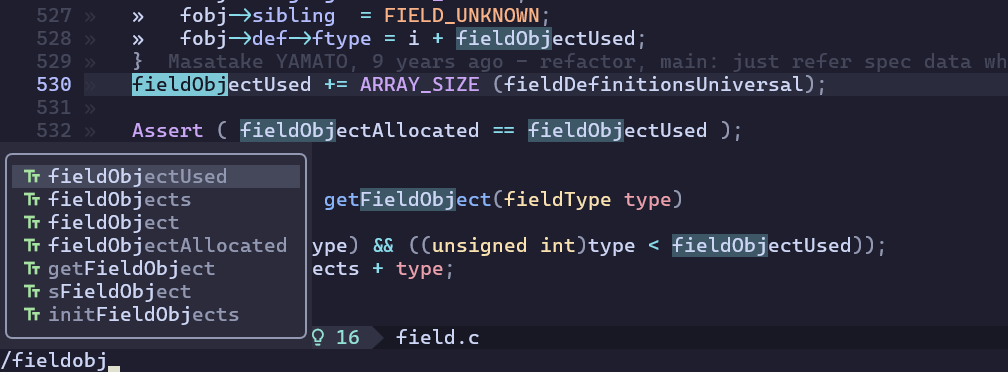 527 » » fobj->sibling = FIELD_UNKNOWN;
528 » » fobj->def->ftype = i + fieldObjectUsed;
529 » } Masatake YAMATO, 9 years ago - refactor, main: just refer spec data wh
530 fieldObjectUsed += ARRAY_SIZE (fieldDefinitionsUniversal);
531 »
532 » Assert ( fieldObjectAllocated == fieldObjectUsed );
Tт fieldObjectUsed
Tт fieldObjects
getFieldObject(fieldType type)
Tт fieldObject
Tт fieldObjectAllocated
ype) && ((unsigned int)type < fieldObjectUsed));
Tт getFieldObject
ects + type;
Tт sFieldObject
Tт initFieldObjects
16 field.c
/fieldobj